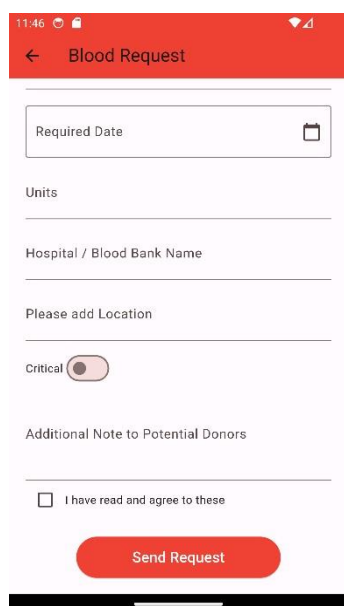 11:46
Blood Request
Required Date
Units
Hospital / Blood Bank Name
Please add Location
Critical
Additional Note to Potential Donors
I have read and agree to these
Send Request